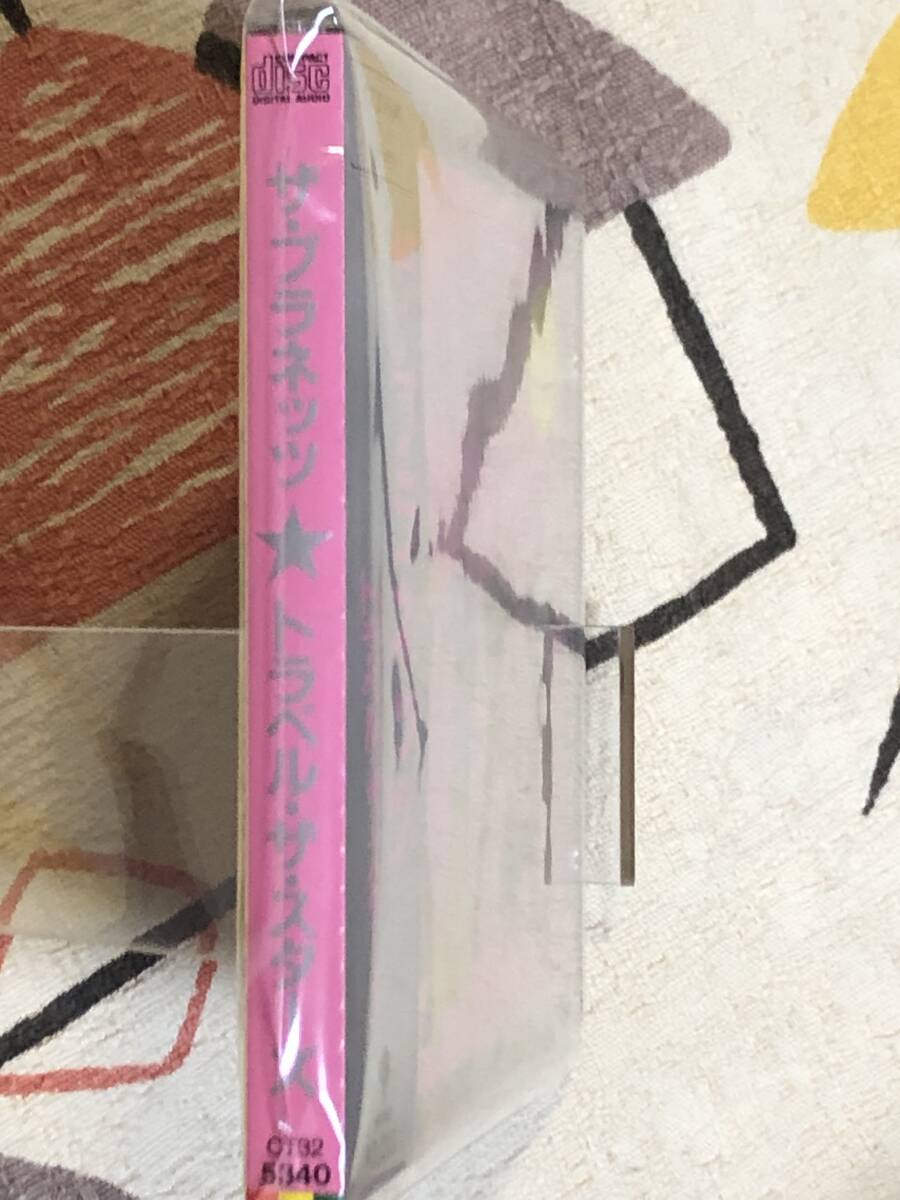 COMPACT
disc
DIGITAL AUDIO
ザ・プラネッツ★トラベル・ザ・スターズ
CT32
5340